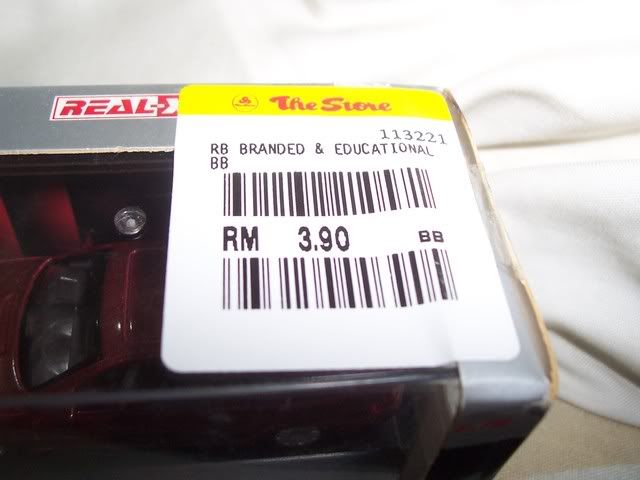 REAL-X
The Store
113221
RB BRANDED & EDUCATIONAL
BB
RM 3.90 BB